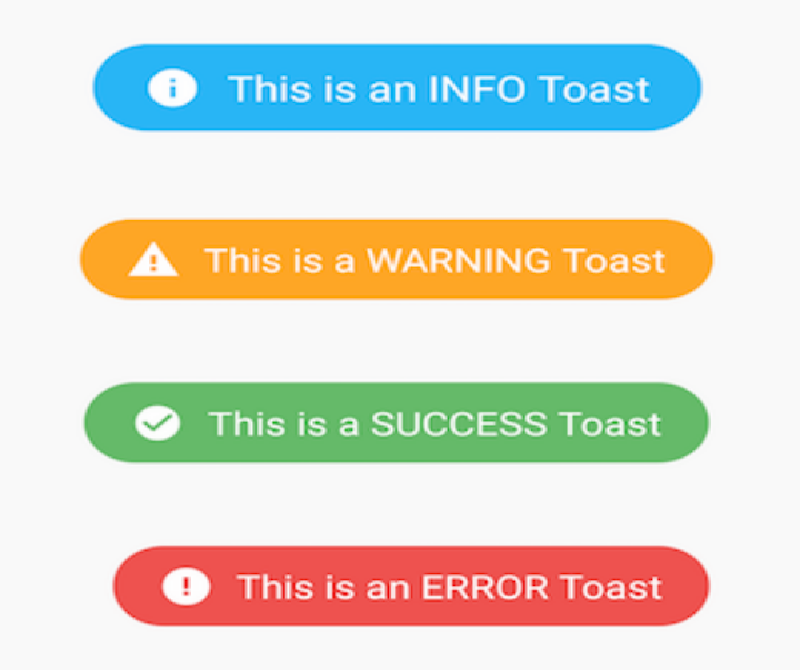 This is an INFO Toast
This is a WARNING Toast
This is a SUCCESS Toast
This is an ERROR Toast